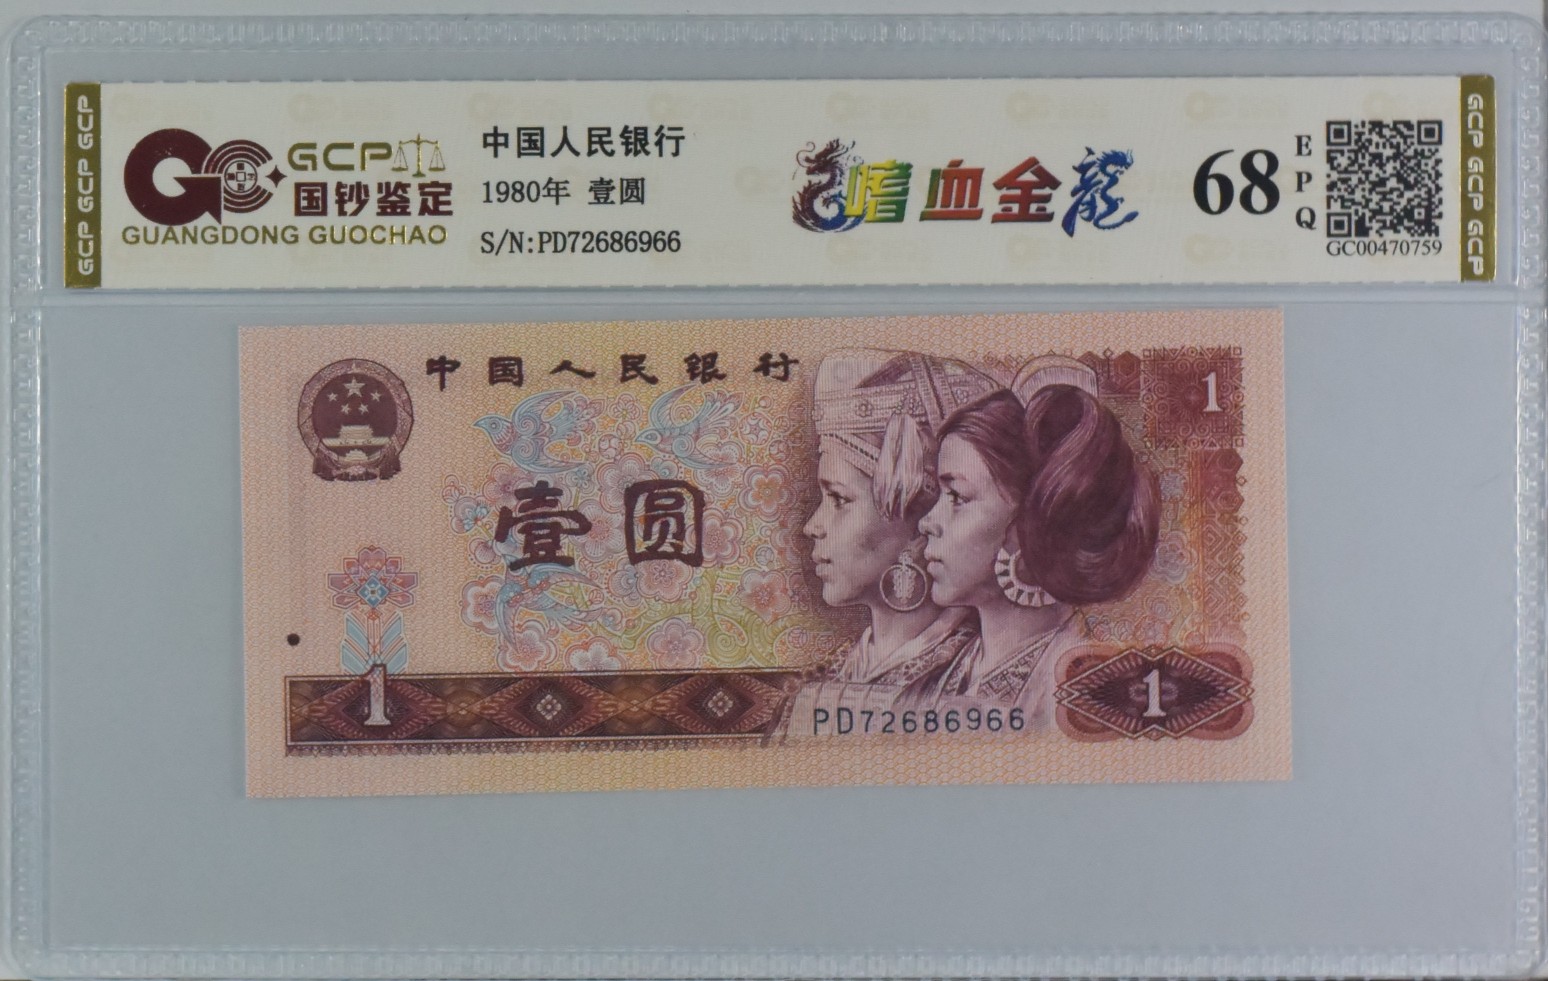 GCP GCP GCP
GCP
国钞鉴定
GUANGDONG GUOCHAO
中国人民银行
1980年 壹圆
S/N:PD72686966
嗜血金龍
68
EPQ
GC00470759
GCP GCP GCP
中国人民银行
1
壹圆
1
PD72686966
1